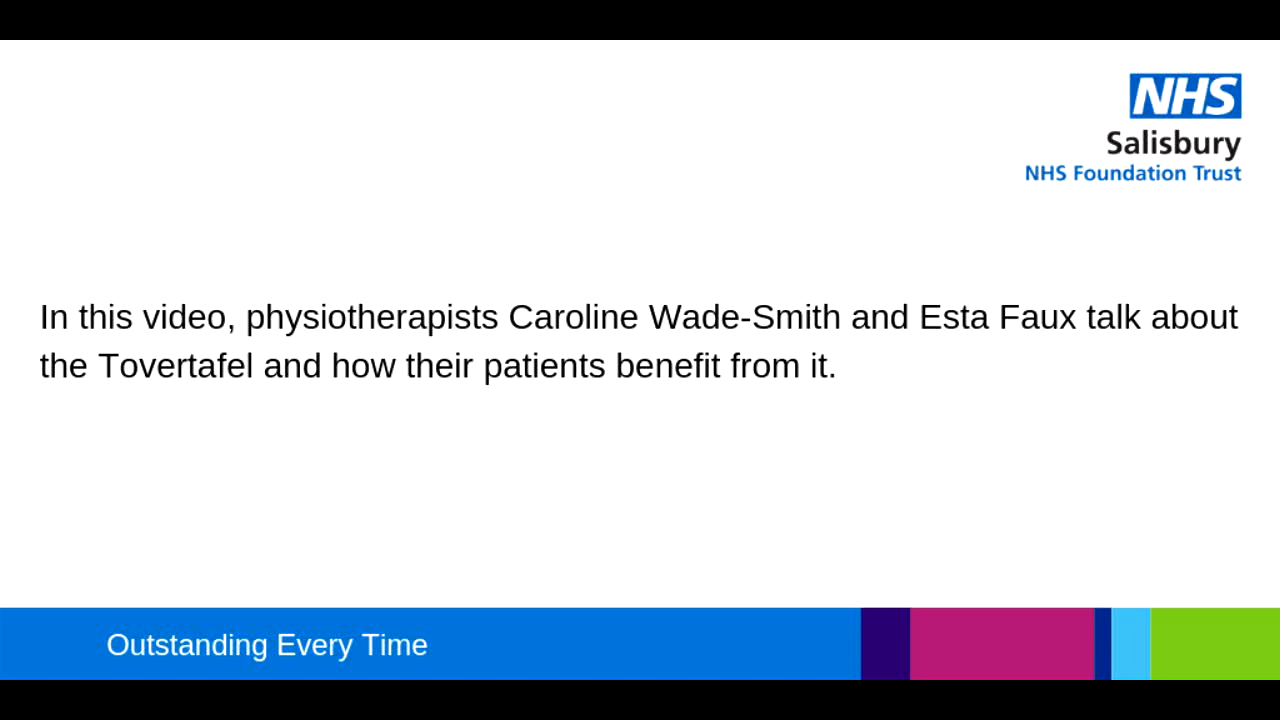 NHS
Salisbury
NHS Foundation Trust
In this video, physiotherapists Caroline Wade-Smith and Esta Faux talk about
the Tovertafel and how their patients benefit from it.
Outstanding Every Time